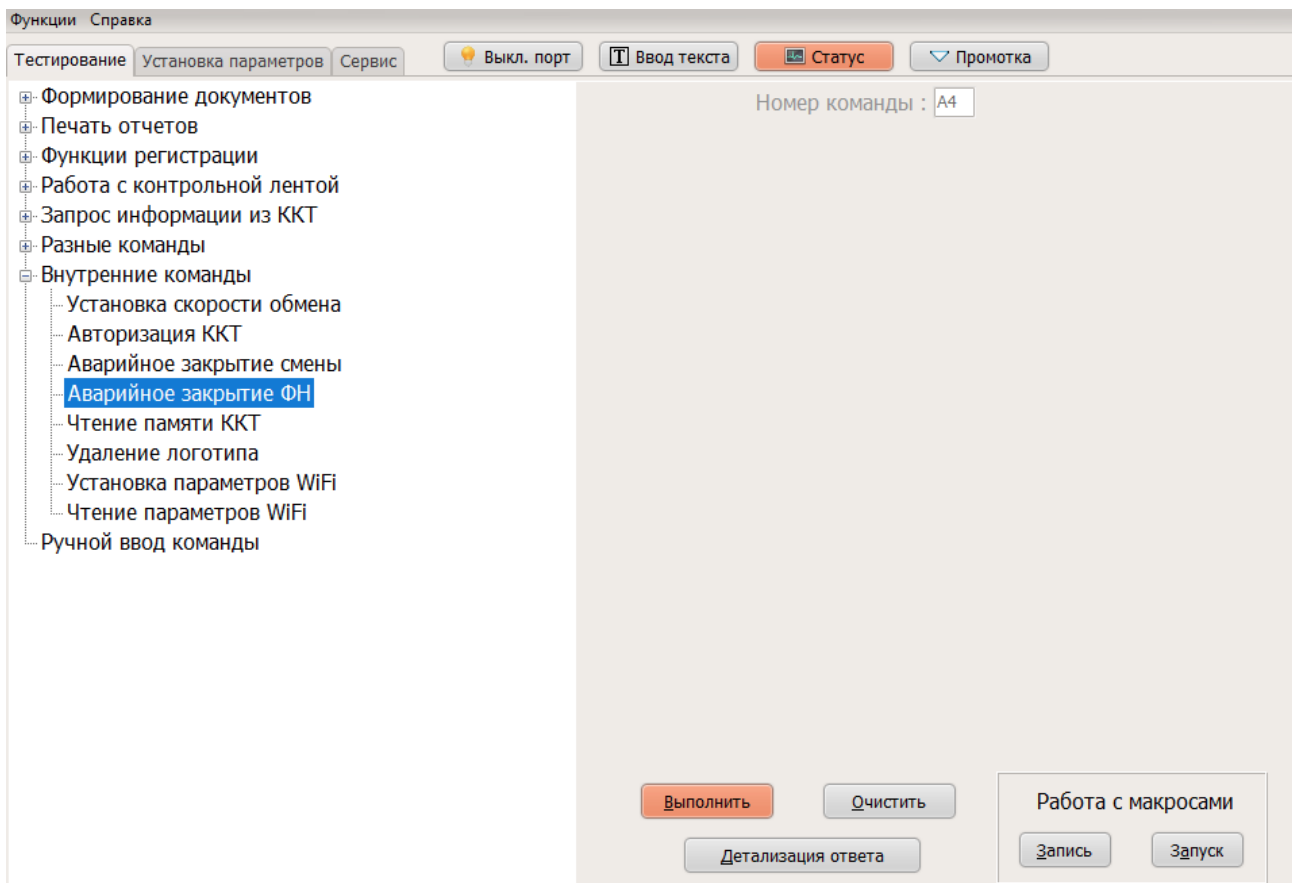 Функции Справка
Тестирование Установка параметров Сервис Выкл. порт Ввод текста Статус Промотка
Формирование документов
Номер команды : A4
Печать отчетов
Функции регистрации
Работа с контрольной лентой
Запрос информации из ККТ
Разные команды
Внутренние команды
Установка скорости обмена
Авторизация ККТ
Аварийное закрытие смены
Аварийное закрытие ФН
Чтение памяти ККТ
Удаление логотипа
Установка параметров WiFi
Чтение параметров WiFi
Ручной ввод команды
Выполнить Очистить Работа с макросами
Детализация ответа Запись Запуск